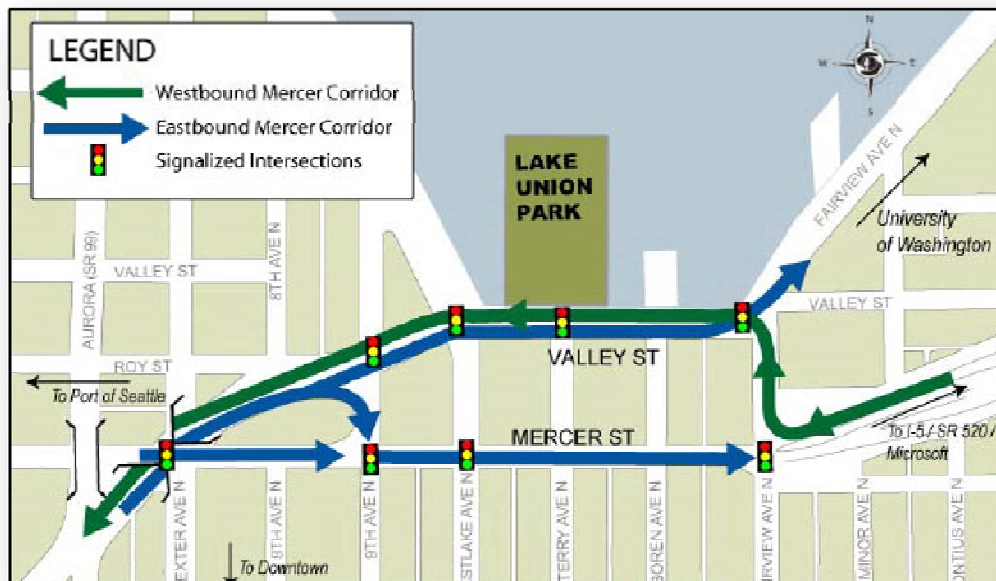 LEGEND
Westbound Mercer Corridor
Eastbound Mercer Corridor
Signalized Intersections
N
W
E
S
LAKE
UNION
PARK
FAIRVIEW AVE N
University
of Washington
AURORA (SR 99)
8TH AVE N
VALLEY ST
VALLEY ST
ROY ST
VALLEY ST
To Port of Seattle
MERCER ST
To I-5 / SR 520 /
Microsoft
EXTER AVE N
8TH AVE N
9TH AVE N
STLAKE AVE N
TERRY AVE N
BOREN AVE N
IRVIEW AVE N
MINOR AVE N
ONTIUS AVE N
To Downtown